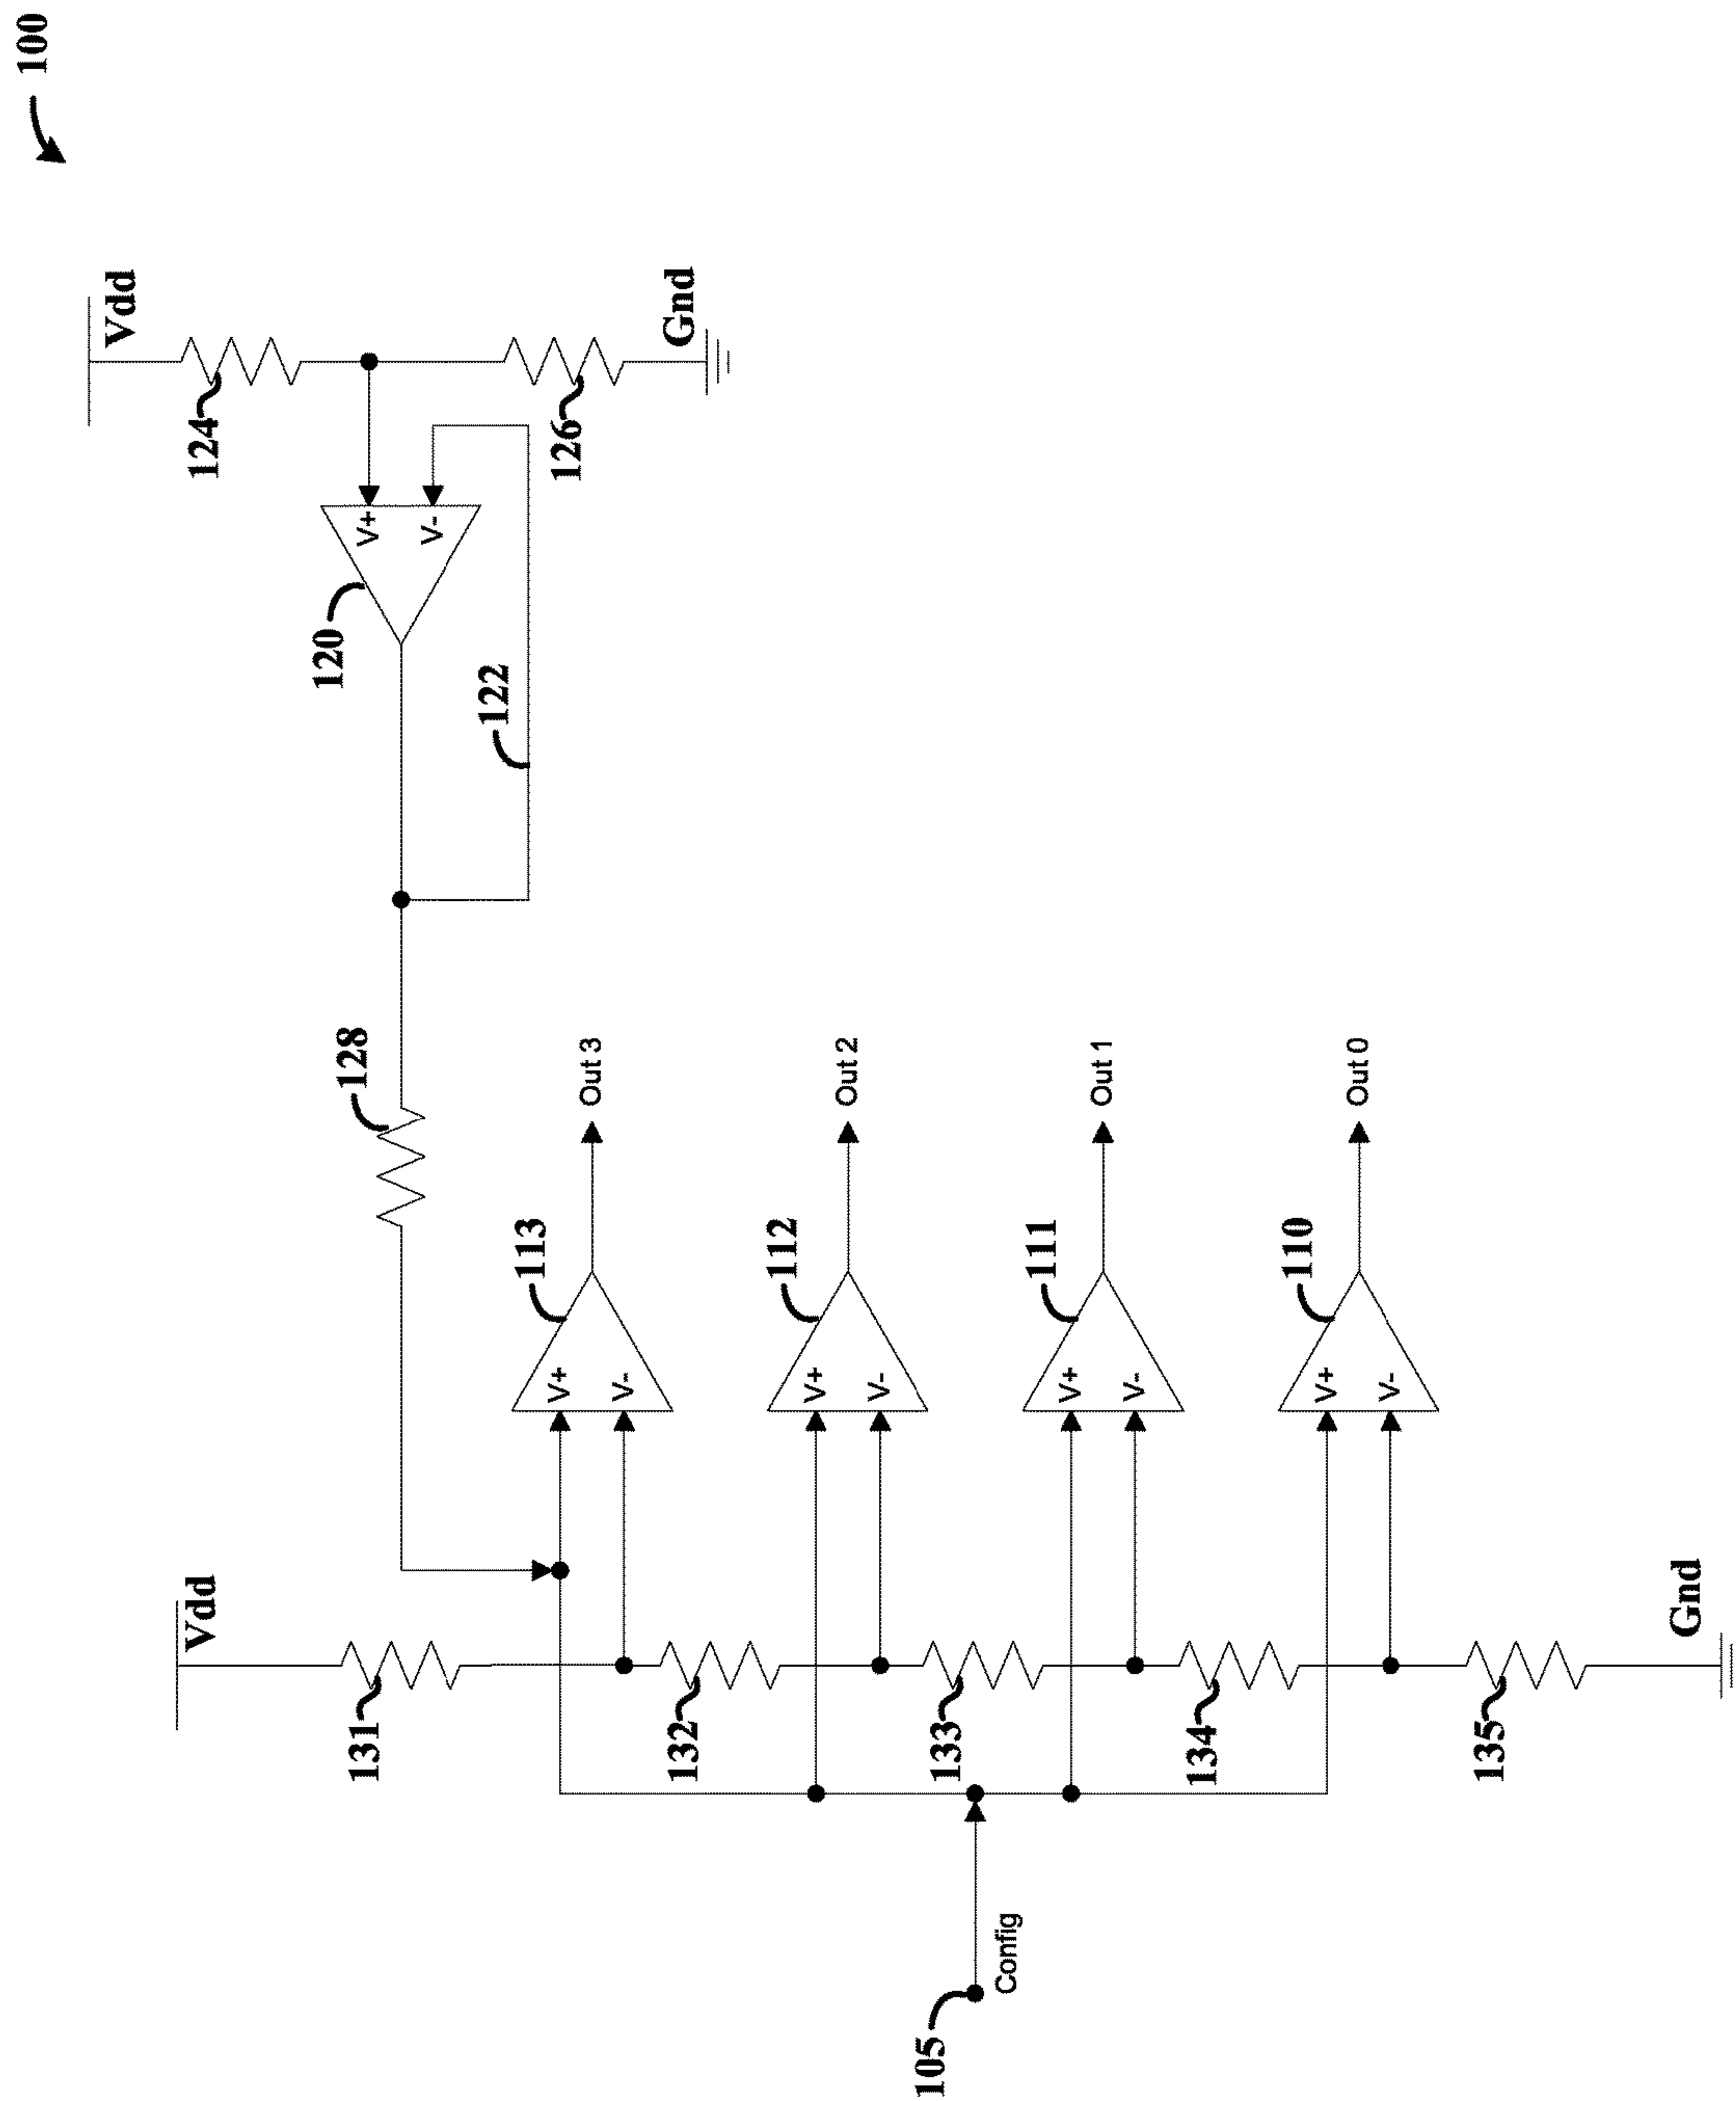 100
Vdd
124
V+
V-
120
126
Gnd
122
128
Vdd
131
113
V+
V-
Out 3
132
112
V+
V-
Out 2
105
Config
133
111
V+
V-
Out 1
134
110
V+
V-
Out 0
135
Gnd